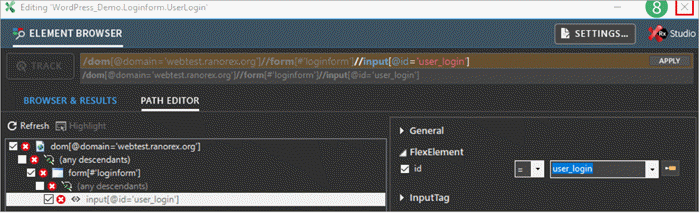 Editing 'WordPress_Demo.Loginform.UserLogin'
8
ELEMENT BROWSER
SETTINGS...
Rx Studio
TRACK
/dom[@domain='webtest.ranorex.org']//form[#'loginform']//input[@id='user_login']
APPLY
/dom[@domain='webtest.ranorex.org']//form[#'loginform']//input[@id='user_login']
BROWSER & RESULTS
PATH EDITOR
Refresh
Highlight
General
dom[@domain='webtest.ranorex.org']
FlexElement
(any descendants)
id
=
user_login
form[#'loginform']
(any descendants)
InputTag
input[@id='user_login']